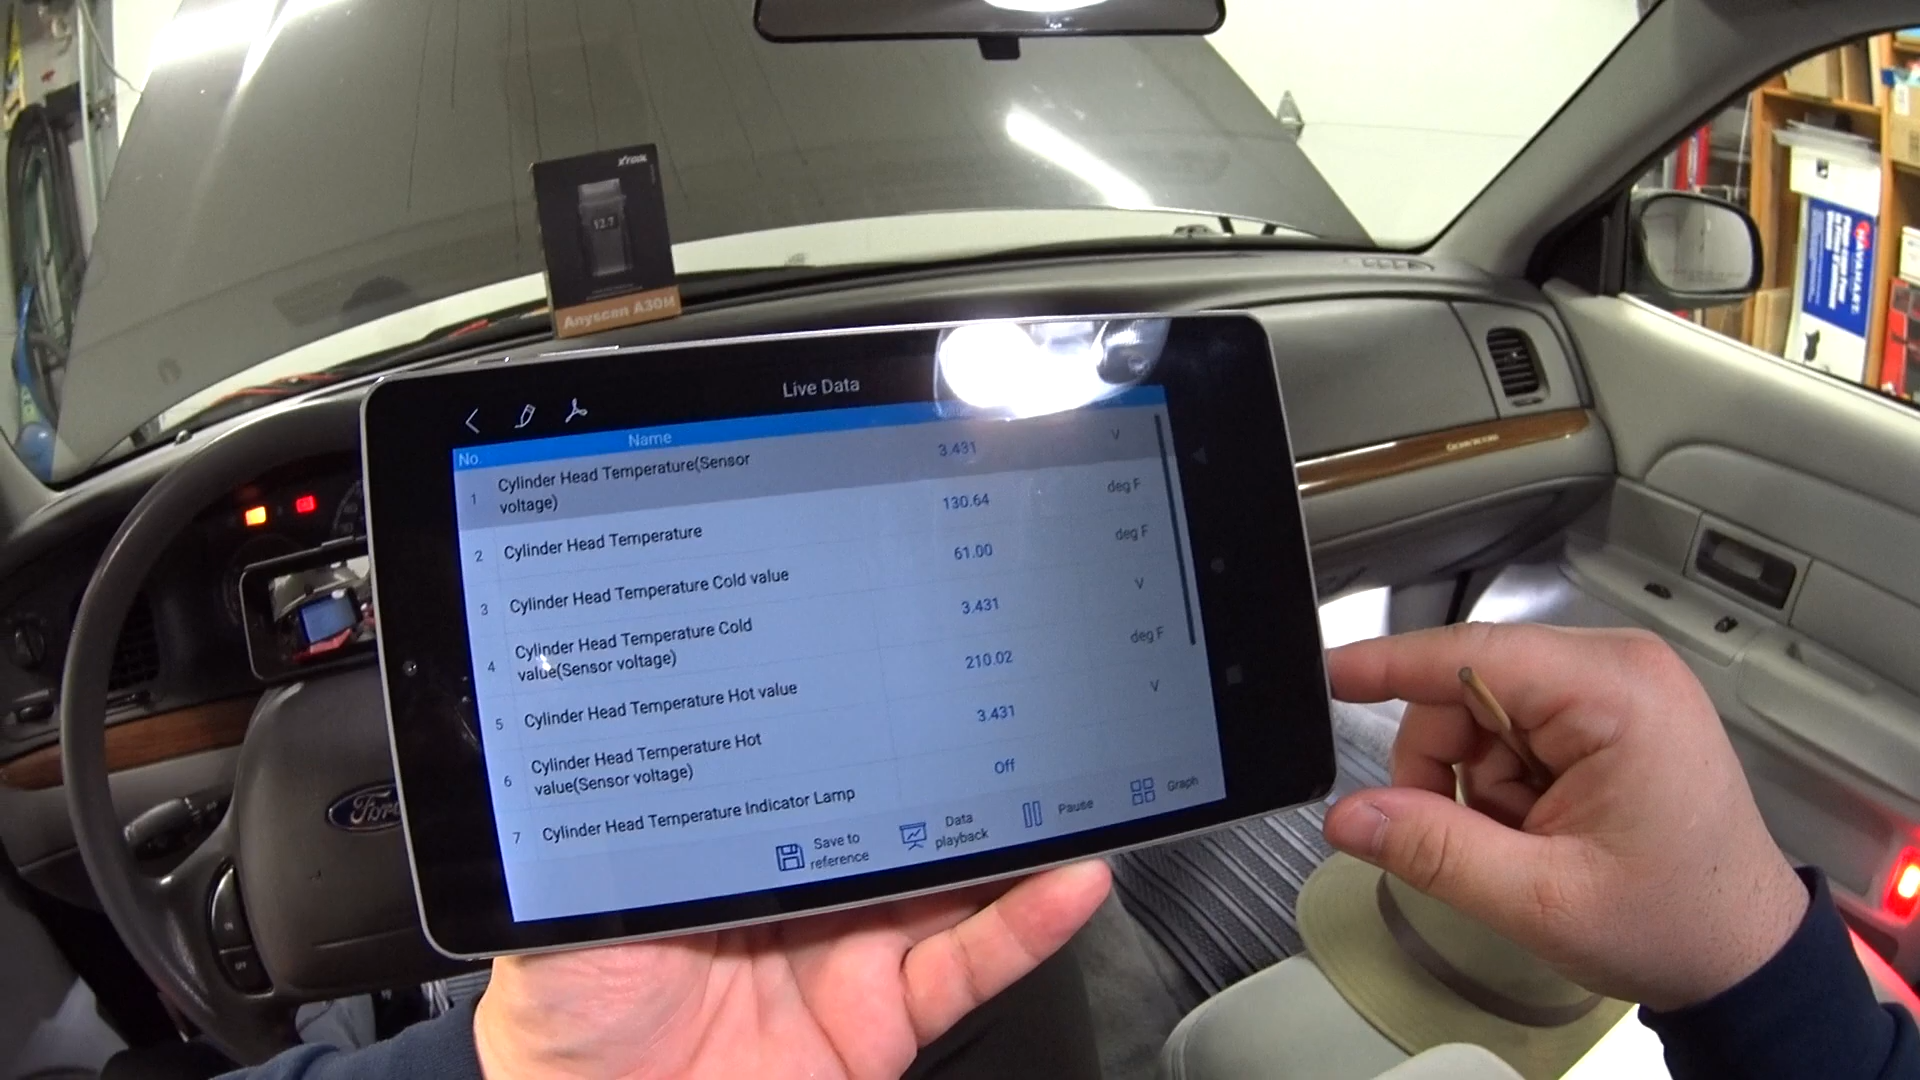 XTOOL
12.7
Anyscan A30M
Live Data
No. Name
1 Cylinder Head Temperature(Sensor voltage) 3.431 V
2 Cylinder Head Temperature 130.64 deg F
3 Cylinder Head Temperature Cold value 61.00 deg F
4 Cylinder Head Temperature Cold value(Sensor voltage) 3.431 V
5 Cylinder Head Temperature Hot value 210.02 deg F
6 Cylinder Head Temperature Hot value(Sensor voltage) 3.431 V
7 Cylinder Head Temperature Indicator Lamp Off
Save to reference
Data playback
Pause
Graph
Ford
ON
OFF